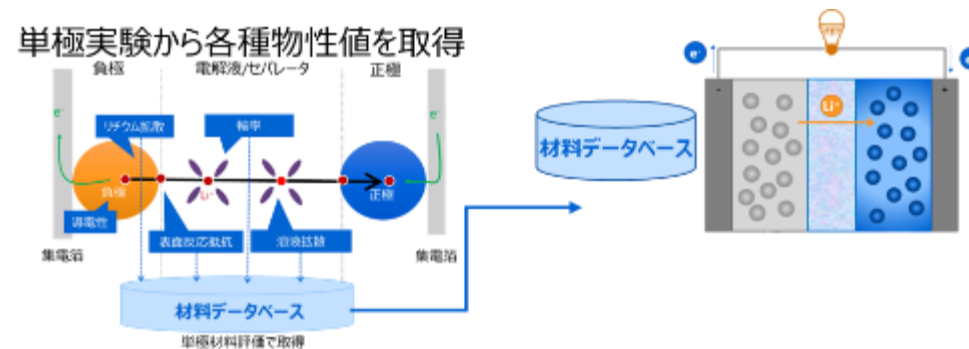 単極実験から各種物性値を取得
負極
電解液/セパレータ
正極
e⁻
リチウム拡散
輸率
e⁻
負極
Li⁺
正極
導電性
表面反応抵抗
溶液拡散
集電箔
集電箔
材料データベース
単極材料評価で取得
材料データベース
e⁻
e
-
+
Li⁺